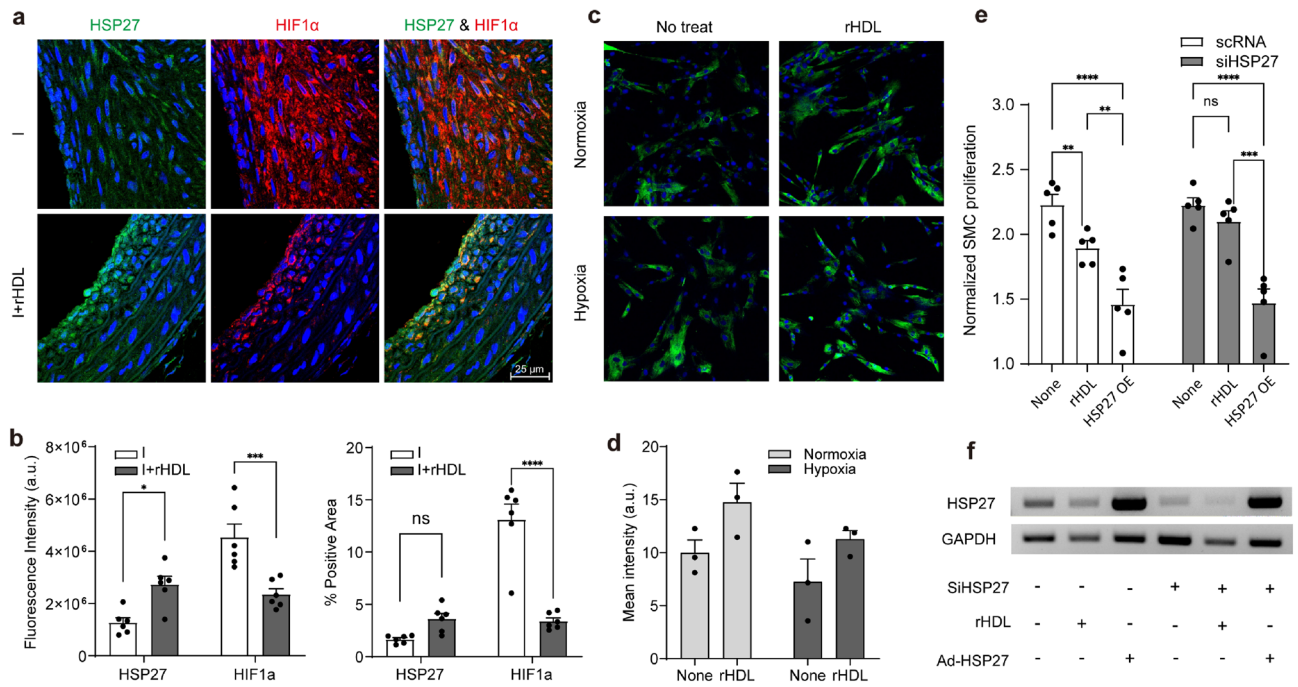 a
HSP27
HIF1α
HSP27 & HIF1α
I
I+rHDL
25 µm
b
I
I+rHDL
Fluorescence Intensity (a.u.)
8×10⁶
6×10⁶
4×10⁶
2×10⁶
0
*
***
HSP27
HIF1a
I
I+rHDL
% Positive Area
20
15
10
5
0
ns
****
HSP27
HIF1a
c
No treat
rHDL
Normoxia
Hypoxia
d
Normoxia
Hypoxia
Mean intensity (a.u.)
20
15
10
5
0
None rHDL
None rHDL
e
scRNA
siHSP27
Normalized SMC proliferation
3.0
2.5
2.0
1.5
1.0
****
**
**
****
ns
***
None
rHDL
HSP27 OE
None
rHDL
HSP27 OE
f
HSP27
GAPDH
SiHSP27 - - - + + +
rHDL - + - - + -
Ad-HSP27 - - + - - +